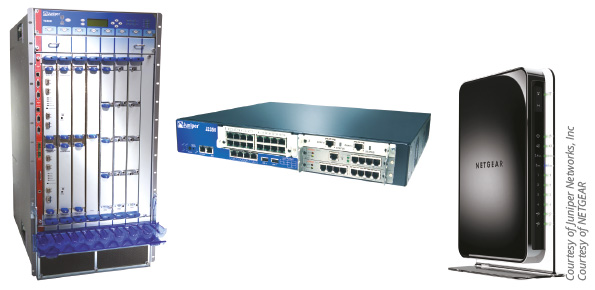 Juniper
NETGEAR
Courtesy of Juniper Networks, Inc
Courtesy of NETGEAR